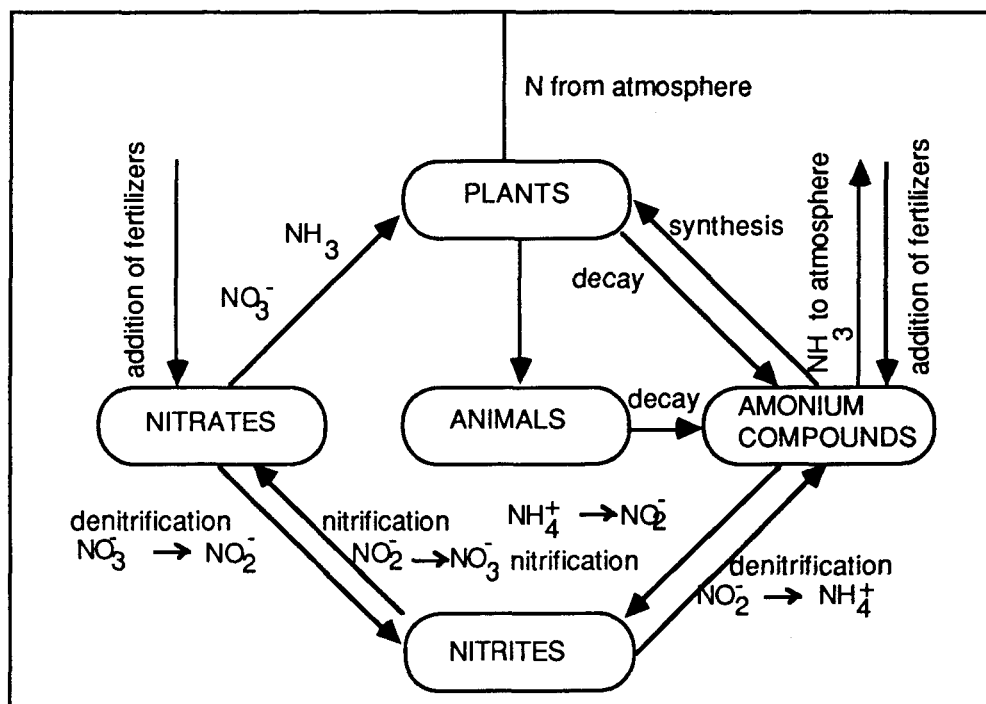 N from atmosphere
addition of fertilizers
PLANTS
NH3
NO3-
synthesis
decay
NH3 to atmosphere
addition of fertilizers
NITRATES
ANIMALS
decay
AMONIUM
COMPOUNDS
denitrification
NO3- → NO2-
nitrification
NO2- → NO3-
NH4+ → NO2-
nitrification
denitrification
NO2- → NH4+
NITRITES